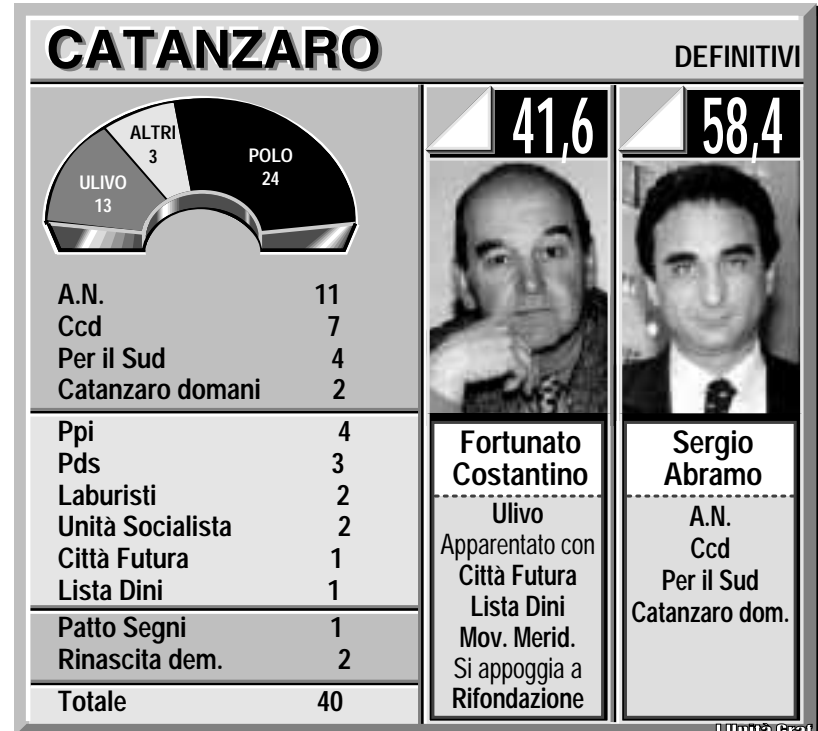 CATANZARO
DEFINITIVI
ULIVO
13
ALTRI
3
POLO
24
A.N. 11
Ccd 7
Per il Sud 4
Catanzaro domani 2
Ppi 4
Pds 3
Laburisti 2
Unità Socialista 2
Città Futura 1
Lista Dini 1
Patto Segni 1
Rinascita dem. 2
Totale 40
41,6
Fortunato
Costantino
Ulivo
Apparentato con
Città Futura
Lista Dini
Mov. Merid.
Si appoggia a
Rifondazione
58,4
Sergio
Abramo
A.N.
Ccd
Per il Sud
Catanzaro dom.